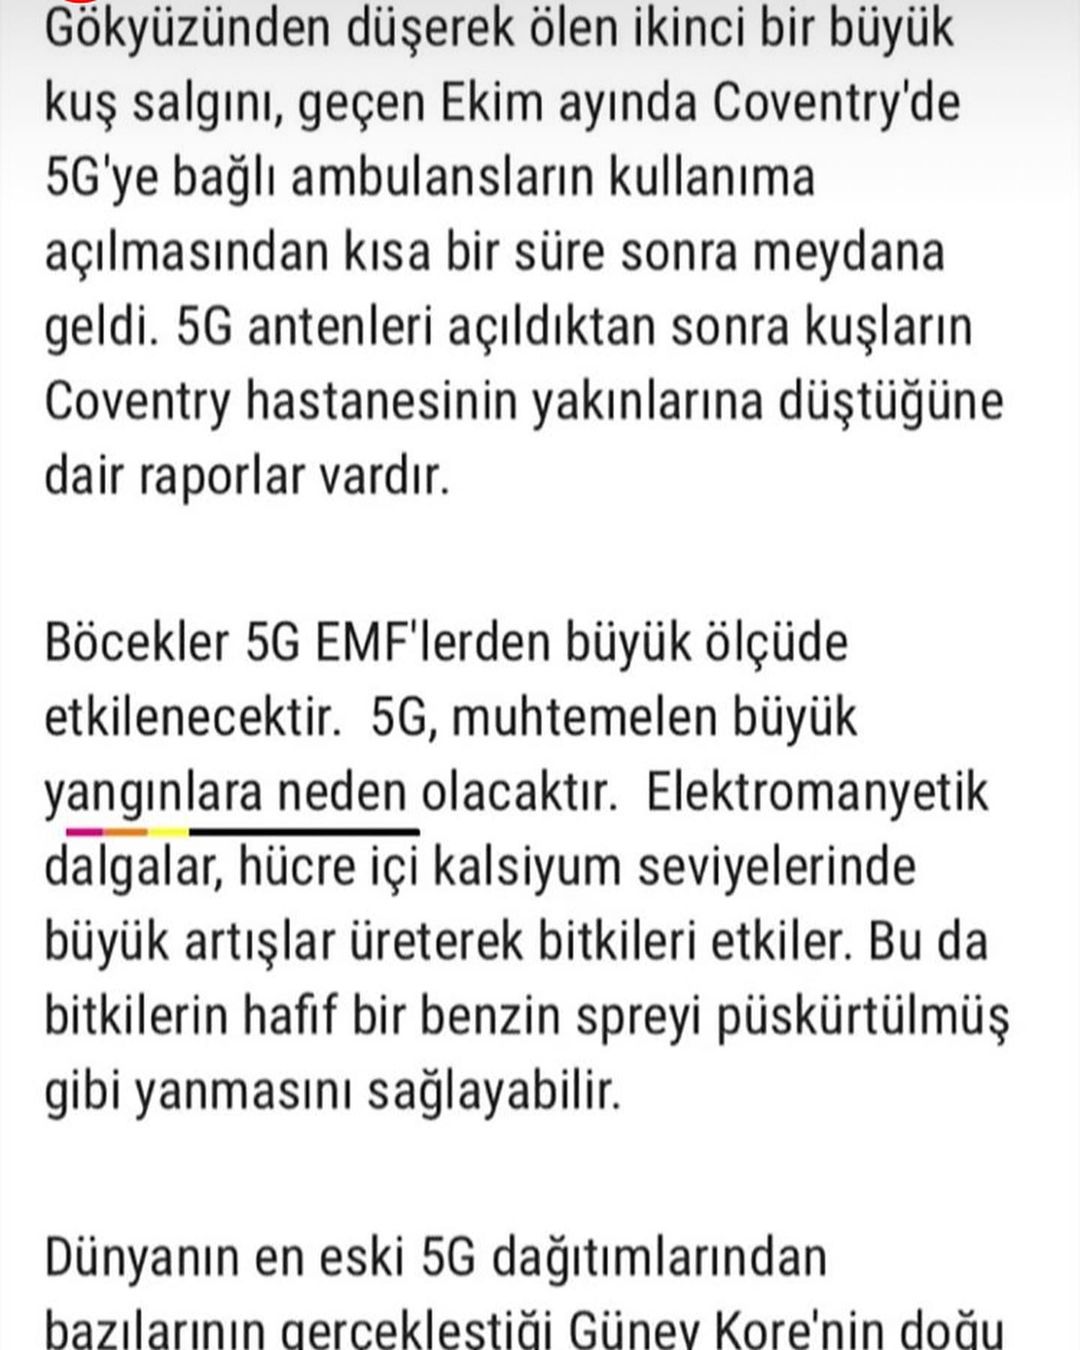 Gökyüzünden düşerek ölen ikinci bir büyük
kuş salgını, geçen Ekim ayında Coventry'de
5G'ye bağlı ambulansların kullanıma
açılmasından kısa bir süre sonra meydana
geldi. 5G antenleri açıldıktan sonra kuşların
Coventry hastanesinin yakınlarına düştüğüne
dair raporlar vardır.
Böcekler 5G EMF'lerden büyük ölçüde
etkilenecektir. 5G, muhtemelen büyük
yangınlara neden olacaktır. Elektromanyetik
dalgalar, hücre içi kalsiyum seviyelerinde
büyük artışlar üreterek bitkileri etkiler. Bu da
bitkilerin hafif bir benzin spreyi püskürtülmüş
gibi yanmasını sağlayabilir.
Dünyanın en eski 5G dağıtımlarından
bazılarının gerçekleştiği Güney Kore'nin doğu